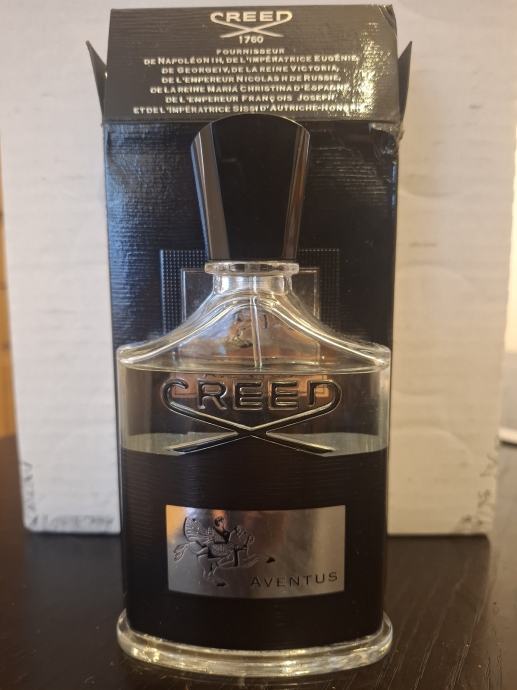 CREED
1760
FOURNISSEUR
DE NAPOLÉON III, DE L'IMPÉRATRICE EUGÉNIE,
DE GEORGE IV, DE LA REINE VICTORIA,
DE L'EMPEREUR NICOLAS II DE RUSSIE,
DE LA REINE MARIA CHRISTINA D'ESPAGNE
DE L'EMPEREUR FRANÇOIS JOSEPH,
ET DE L'IMPÉRATRICE SISSI D'AUTRICHE-HONGRIE
CREED
AVENTUS